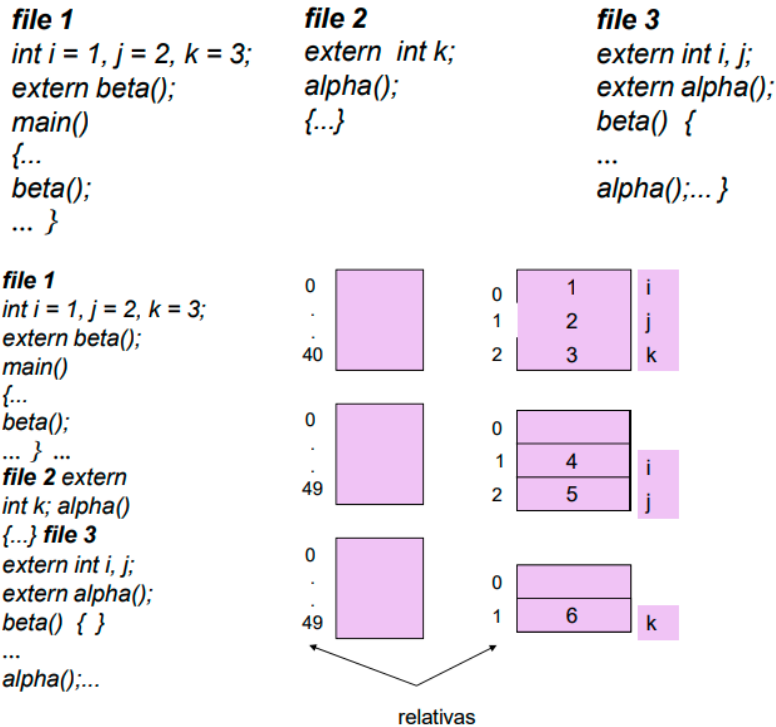 file 1
int i = 1, j = 2, k = 3;
extern beta();
main()
{...
beta();
... }
file 2
extern int k;
alpha();
{...}
file 3
extern int i, j;
extern alpha();
beta() {
...
alpha();... }
file 1
int i = 1, j = 2, k = 3;
extern beta();
main()
{...
beta();
... } ...
file 2 extern
int k; alpha()
{...} file 3
extern int i, j;
extern alpha();
beta() { }
...
alpha();...
0
.
.
40
0 1 i
1 2 j
2 3 k
0
.
.
49
0
1 4 i
2 5 j
0
.
.
49
0
1 6 k
relativas